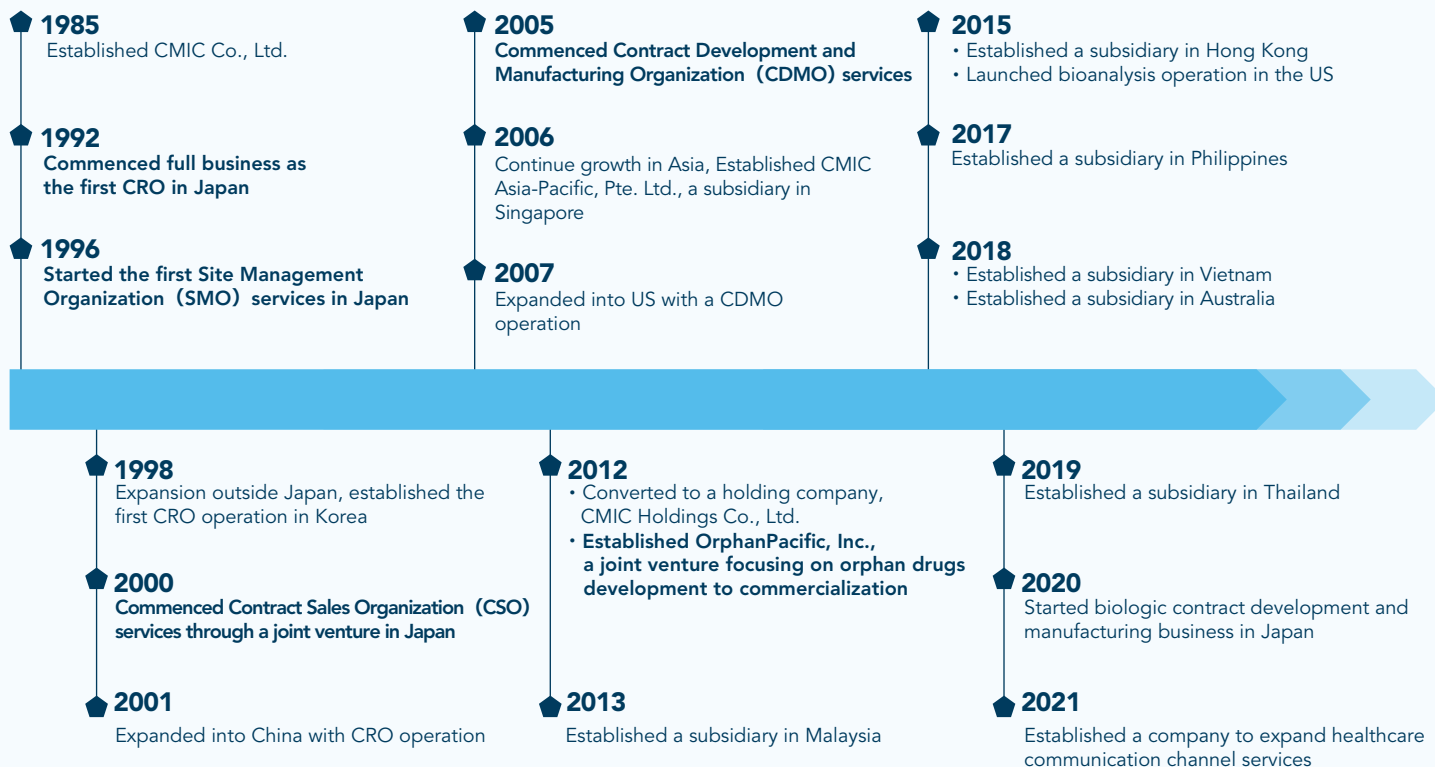 1985
Established CMIC Co., Ltd.
1992
Commenced full business as
the first CRO in Japan
1996
Started the first Site Management
Organization（SMO）services in Japan
1998
Expansion outside Japan, established the
first CRO operation in Korea
2000
Commenced Contract Sales Organization（CSO）
services through a joint venture in Japan
2001
Expanded into China with CRO operation
2005
Commenced Contract Development and
Manufacturing Organization（CDMO）services
2006
Continue growth in Asia, Established CMIC
Asia-Pacific, Pte. Ltd., a subsidiary in
Singapore
2007
Expanded into US with a CDMO
operation
2012
・Converted to a holding company,
CMIC Holdings Co., Ltd.
・Established OrphanPacific, Inc.,
a joint venture focusing on orphan drugs
development to commercialization
2013
Established a subsidiary in Malaysia
2015
・Established a subsidiary in Hong Kong
・Launched bioanalysis operation in the US
2017
Established a subsidiary in Philippines
2018
・Established a subsidiary in Vietnam
・Established a subsidiary in Australia
2019
Established a subsidiary in Thailand
2020
Started biologic contract development and
manufacturing business in Japan
2021
Established a company to expand healthcare
communication channel services